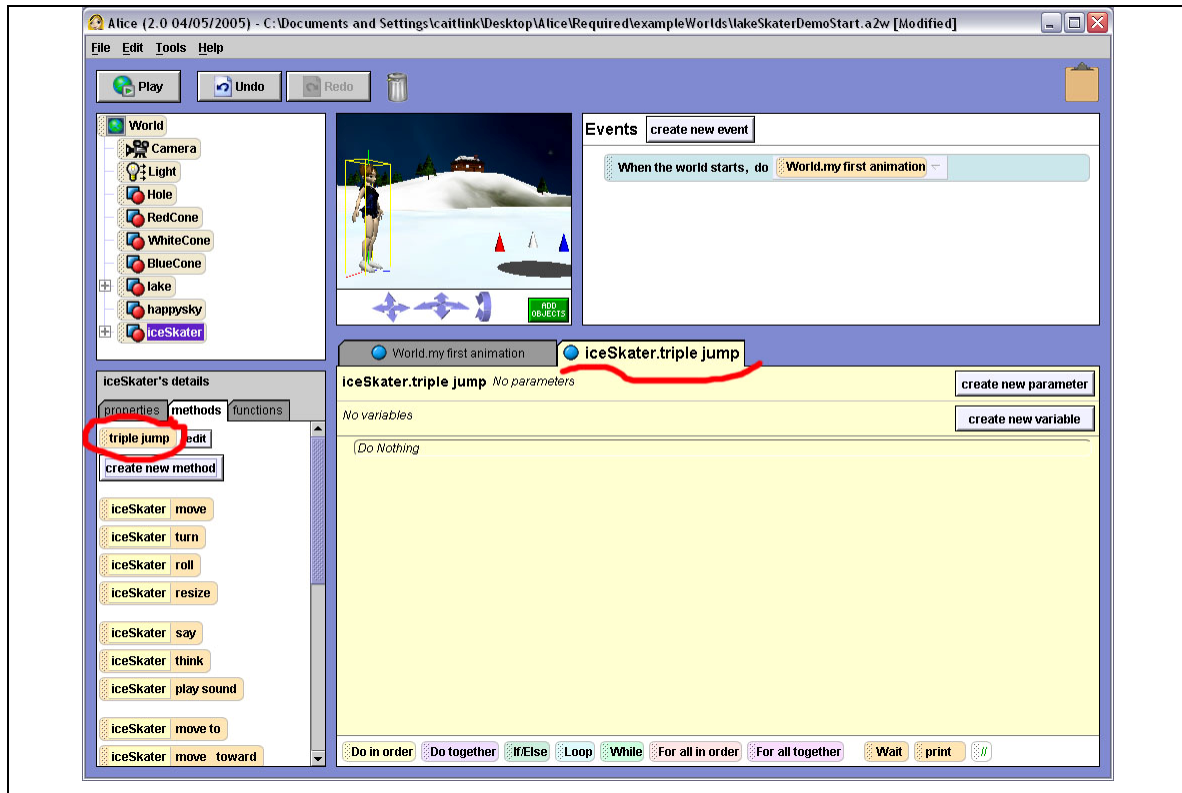 Alice (2.0 04/05/2005) - C:\Documents and Settings\caitlink\Desktop\Alice\Required\exampleWorlds\lakeSkaterDemoStart.a2w [Modified]
File Edit Tools Help
Play Undo Redo
World
Camera
Light
Hole
RedCone
WhiteCone
BlueCone
lake
happysky
iceSkater
ADD OBJECTS
Events create new event
When the world starts, do World.my first animation
iceSkater's details
properties methods functions
triple jump edit
create new method
iceSkater move
iceSkater turn
iceSkater roll
iceSkater resize
iceSkater say
iceSkater think
iceSkater play sound
iceSkater move to
iceSkater move toward
World.my first animation iceSkater.triple jump
iceSkater.triple jump No parameters create new parameter
No variables create new variable
(Do Nothing
Do in order Do together If/Else Loop While For all in order For all together Wait print //